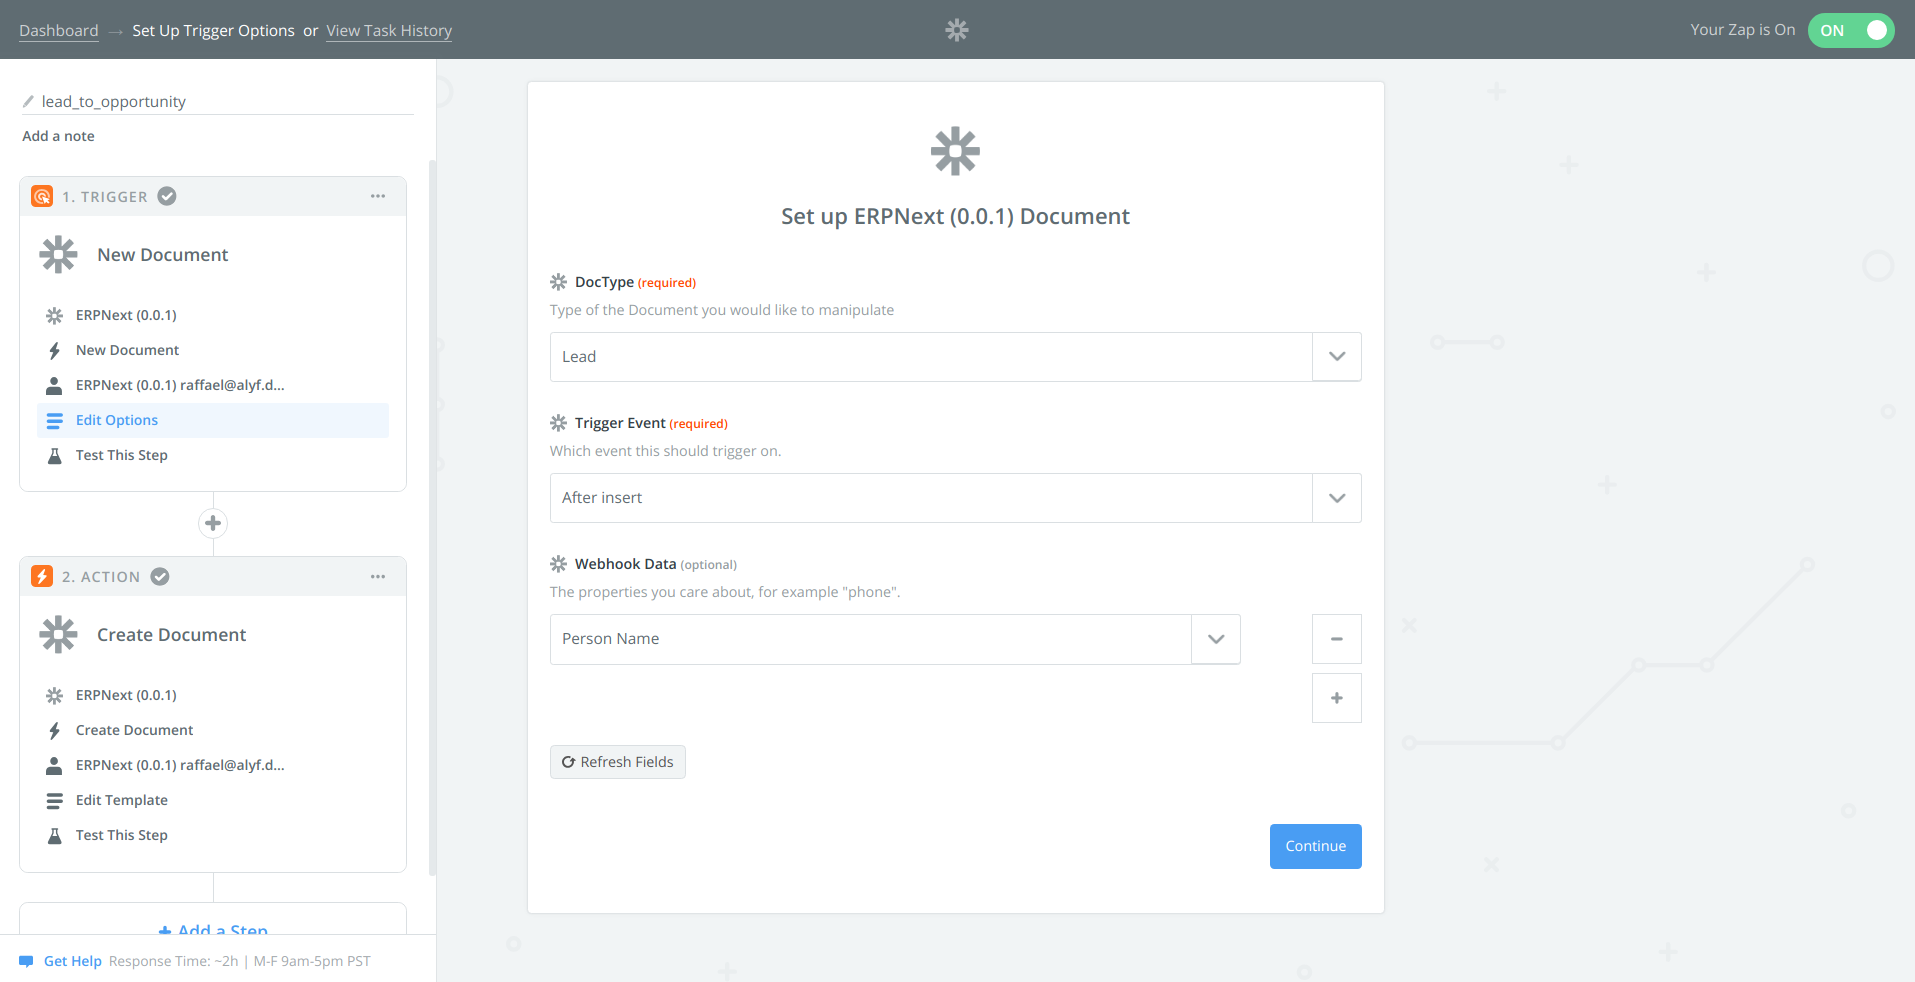 Dashboard → Set Up Trigger Options or View Task History
Your Zap is On ON
lead_to_opportunity
Add a note
1. TRIGGER
New Document
ERPNext (0.0.1)
New Document
ERPNext (0.0.1) raffael@alyf.d...
Edit Options
Test This Step
2. ACTION
Create Document
ERPNext (0.0.1)
Create Document
ERPNext (0.0.1) raffael@alyf.d...
Edit Template
Test This Step
Add a Step
Get Help Response Time: ~2h | M-F 9am-5pm PST
Set up ERPNext (0.0.1) Document
DocType (required)
Type of the Document you would like to manipulate
Lead
Trigger Event (required)
Which event this should trigger on.
After insert
Webhook Data (optional)
The properties you care about, for example "phone".
Person Name
Refresh Fields
Continue